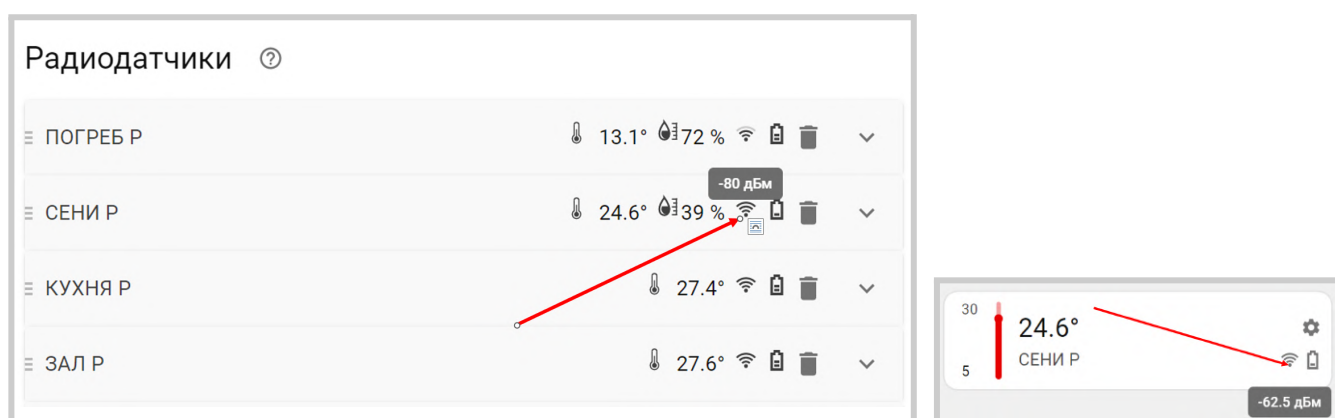 Радиодатчики
ПОГРЕБ Р 13.1° 72 %
-80 дБм
СЕНИ Р 24.6° 39 %
КУХНЯ Р 27.4°
ЗАЛ Р 27.6°
30
24.6°
СЕНИ Р
5
-62.5 дБм